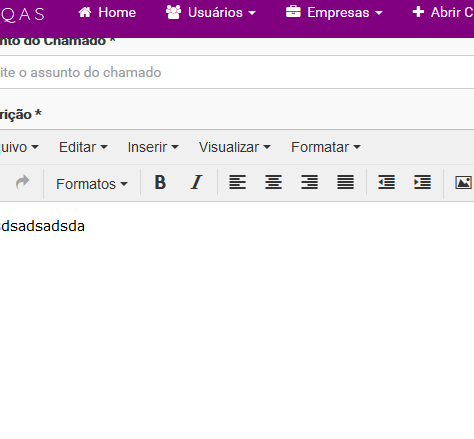 QAS Home Usuários Empresas Abrir C
nto do Chamado *
ite o assunto do chamado
rição *
uivo Editar Inserir Visualizar Formatar
Formatos B I
dsadsadsda